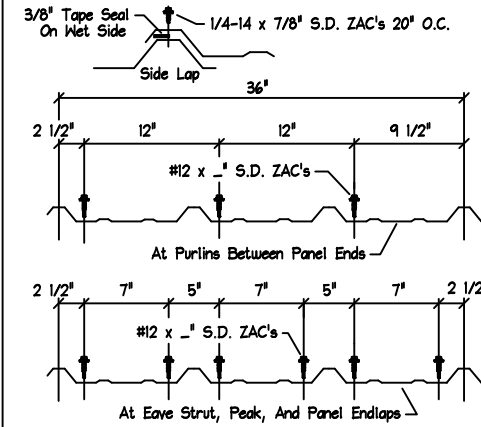 3/8" Tape Seal
On Wet Side
1/4-14 x 7/8" S.D. ZAC's 20" O.C.
Side Lap
36"
2 1/2" 12" 12" 9 1/2"
#12 x _" S.D. ZAC's
At Purlins Between Panel Ends
2 1/2" 7" 5" 7" 5" 7" 2 1/2
#12 x _" S.D. ZAC's
At Eave Strut, Peak, And Panel Endlaps